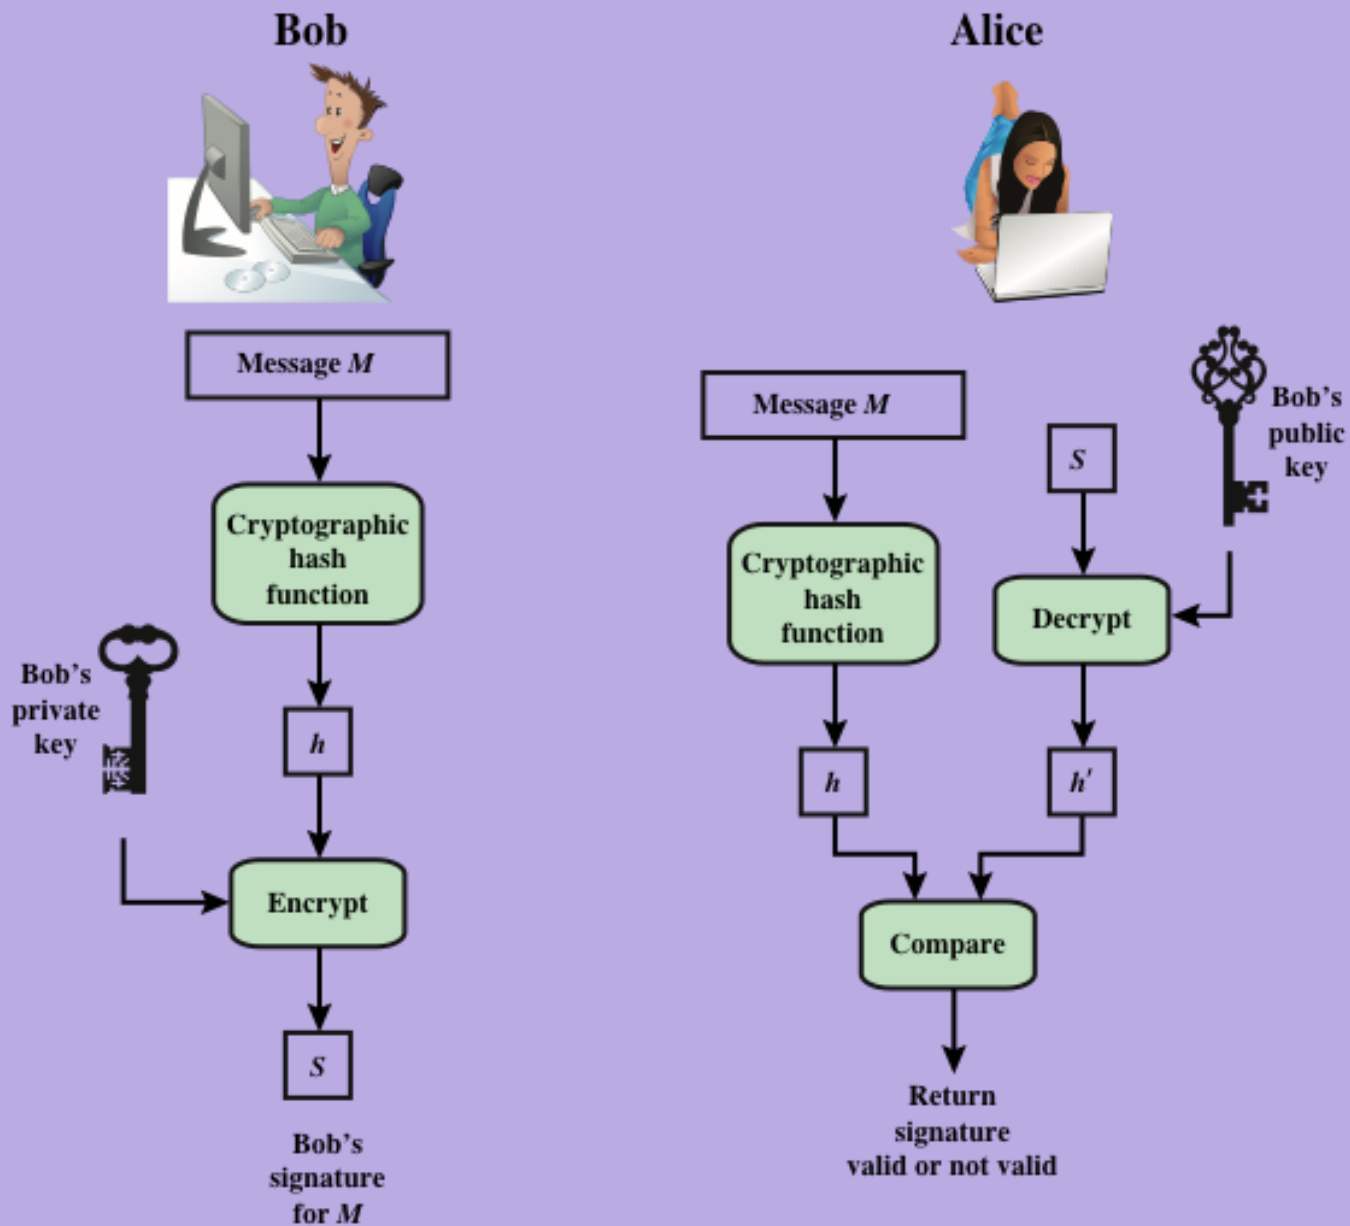 Bob
Message M
Cryptographic
hash
function
Bob's
private
key
h
Encrypt
S
Bob's
signature
for M
Alice
Message M
S
Bob's
public
key
Cryptographic
hash
function
Decrypt
h
h′
Compare
Return
signature
valid or not valid